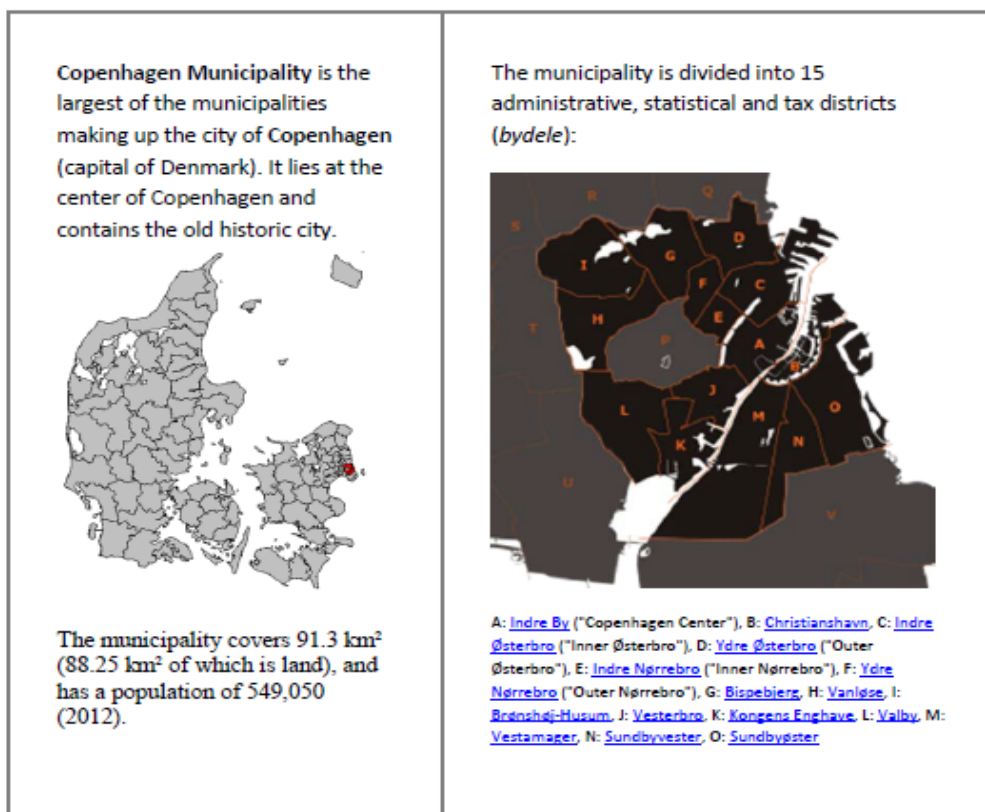 Copenhagen Municipality is the
largest of the municipalities
making up the city of Copenhagen
(capital of Denmark). It lies at the
center of Copenhagen and
contains the old historic city.
The municipality covers 91.3 km²
(88.25 km² of which is land), and
has a population of 549,050
(2012).
The municipality is divided into 15
administrative, statistical and tax districts
(bydele):
R
Q
S
D
G
I
F
C
E
T
H
P
A
B
J
L
M
O
K
N
U
V
A: Indre By ("Copenhagen Center"), B: Christianshavn, C: Indre
Østerbro ("Inner Østerbro"), D: Ydre Østerbro ("Outer
Østerbro"), E: Indre Nørrebro ("Inner Nørrebro"), F: Ydre
Nørrebro ("Outer Nørrebro"), G: Bispebjerg, H: Vanløse, I:
Brønshøj-Husum, J: Vesterbro, K: Kongens Enghave, L: Valby, M:
Vestamager, N: Sundbyvester, O: Sundbyøster